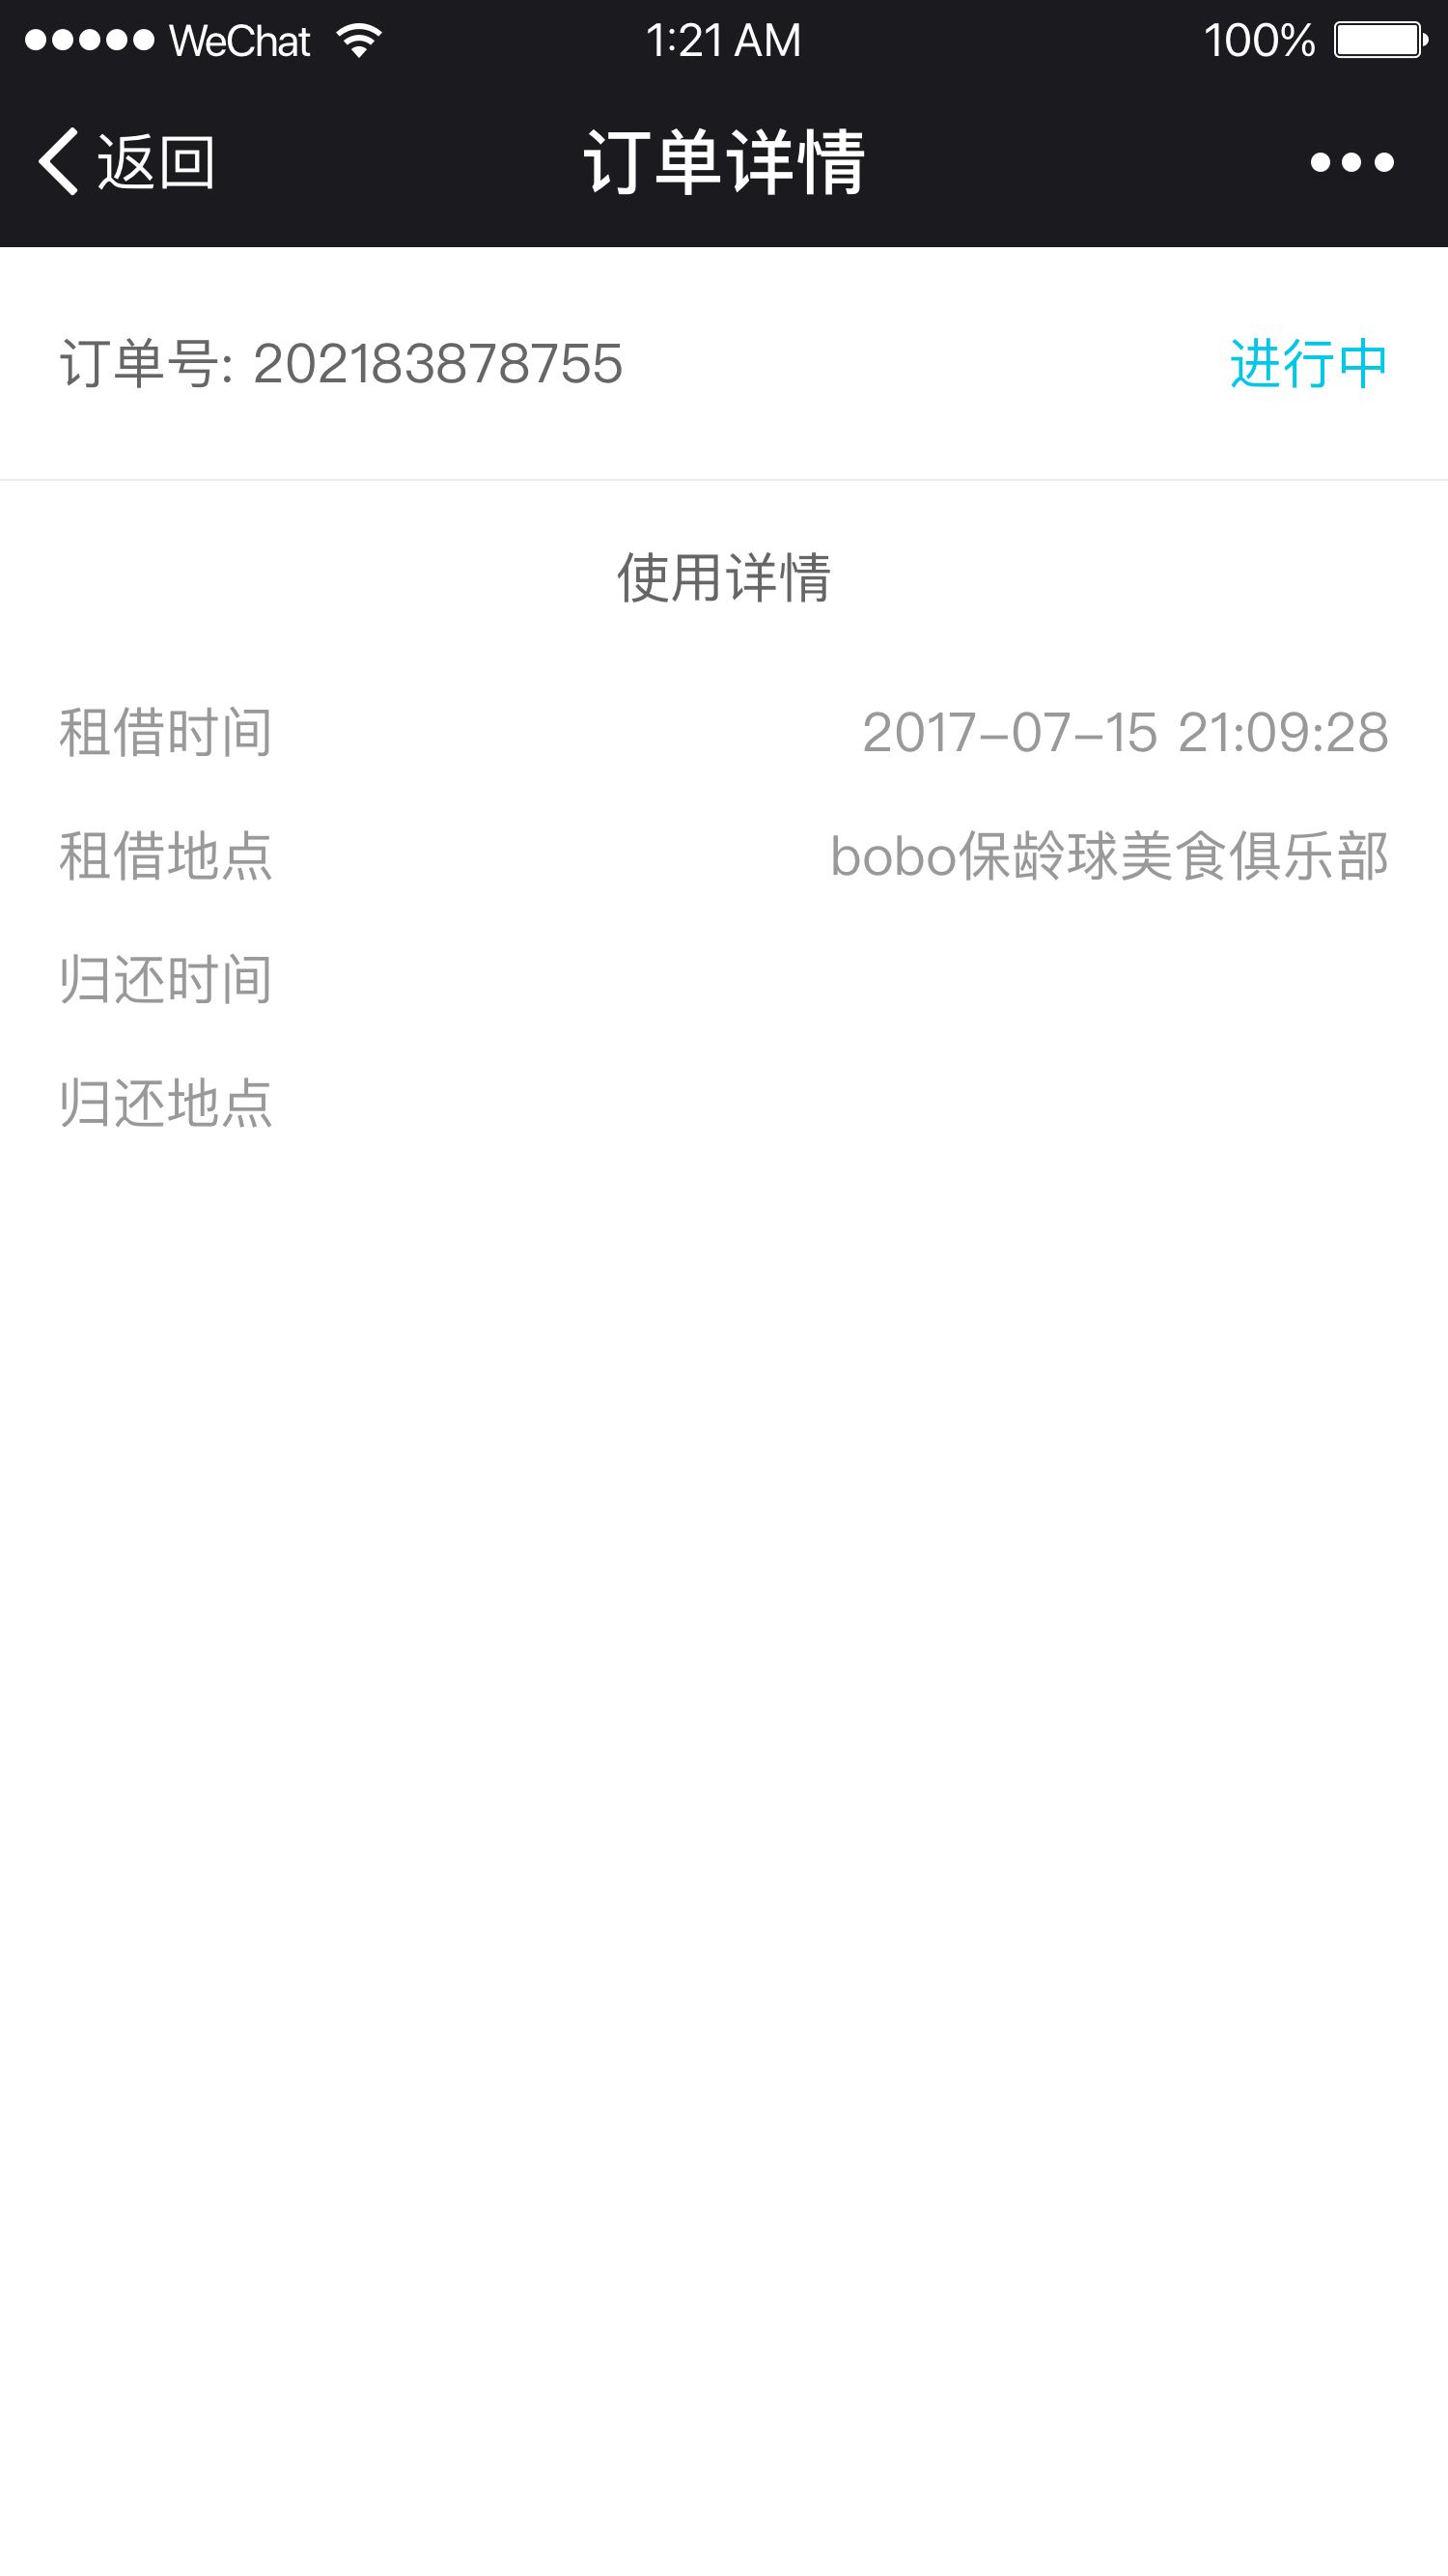 WeChat 1:21 AM 100%
返回 订单详情
订单号: 202183878755 进行中
使用详情
租借时间 2017-07-15 21:09:28
租借地点 bobo保龄球美食俱乐部
归还时间
归还地点